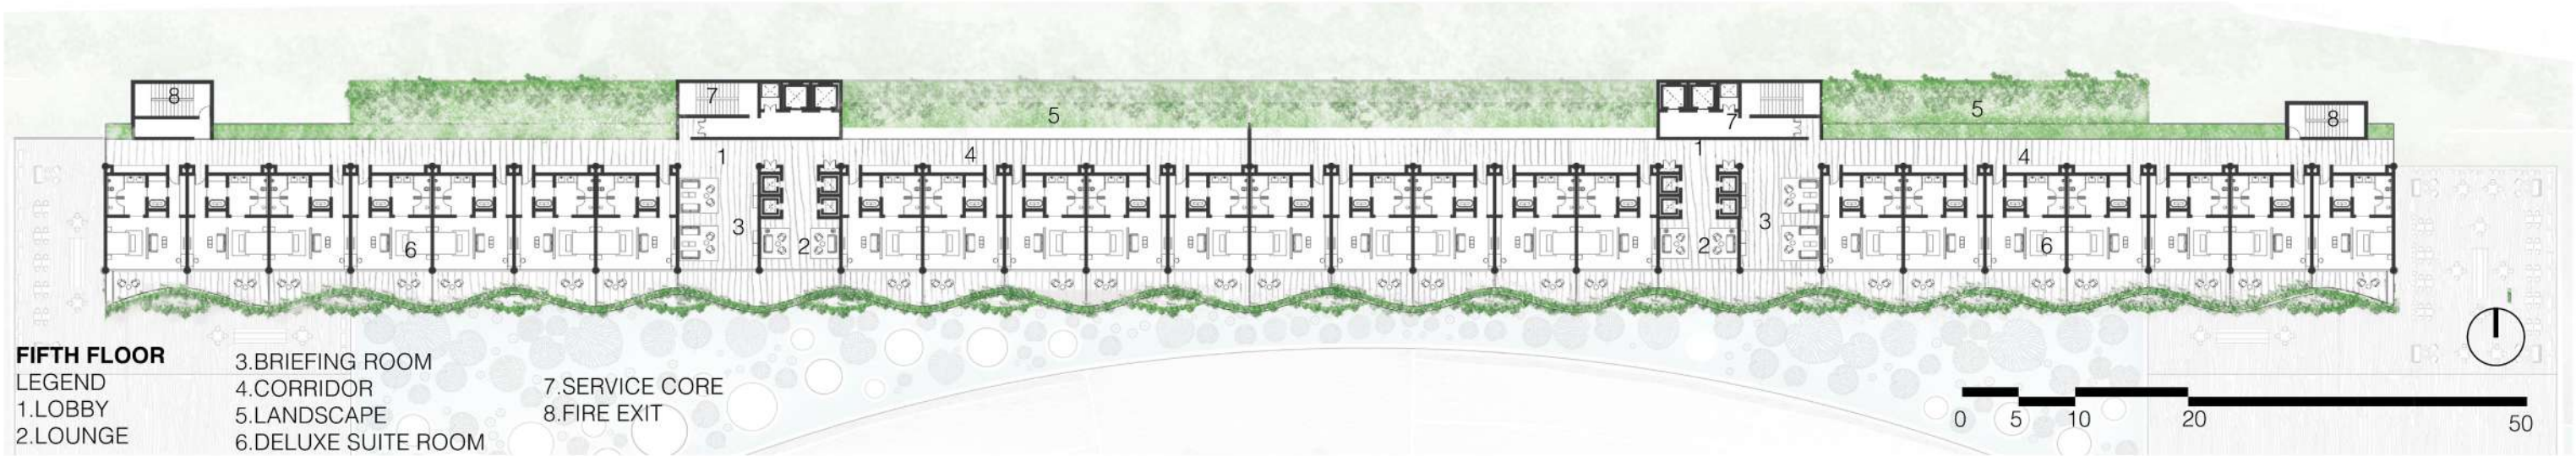 8
7
5
7
5
8
1
4
1
4
6
3
2
2
3
6
FIFTH FLOOR
LEGEND
1.LOBBY
2.LOUNGE
3.BRIEFING ROOM
4.CORRIDOR
5.LANDSCAPE
6.DELUXE SUITE ROOM
7.SERVICE CORE
8.FIRE EXIT
0 5 10 20 50